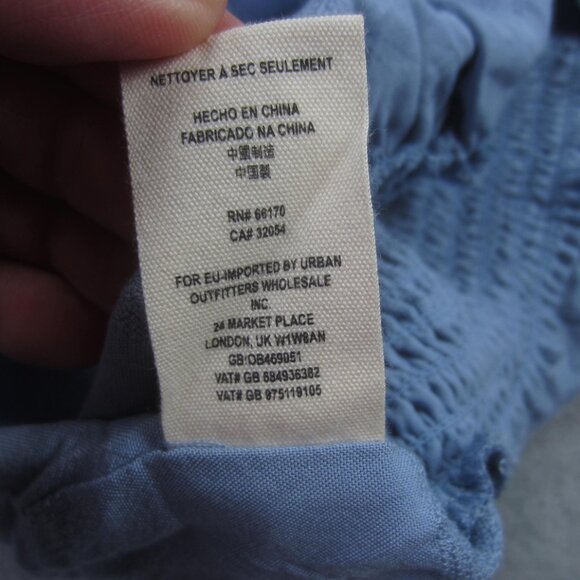 NETTOYER À SEC SEULEMENT
HECHO EN CHINA
FABRICADO NA CHINA
中國制造
中国製
RN# 66170
CA# 32054
FOR EU-IMPORTED BY URBAN
OUTFITTERS WHOLESALE
INC.
24 MARKET PLACE
LONDON, UK W1W8AN
GB:OB469951
VAT# GB 684936382
VAT# GB 975119105